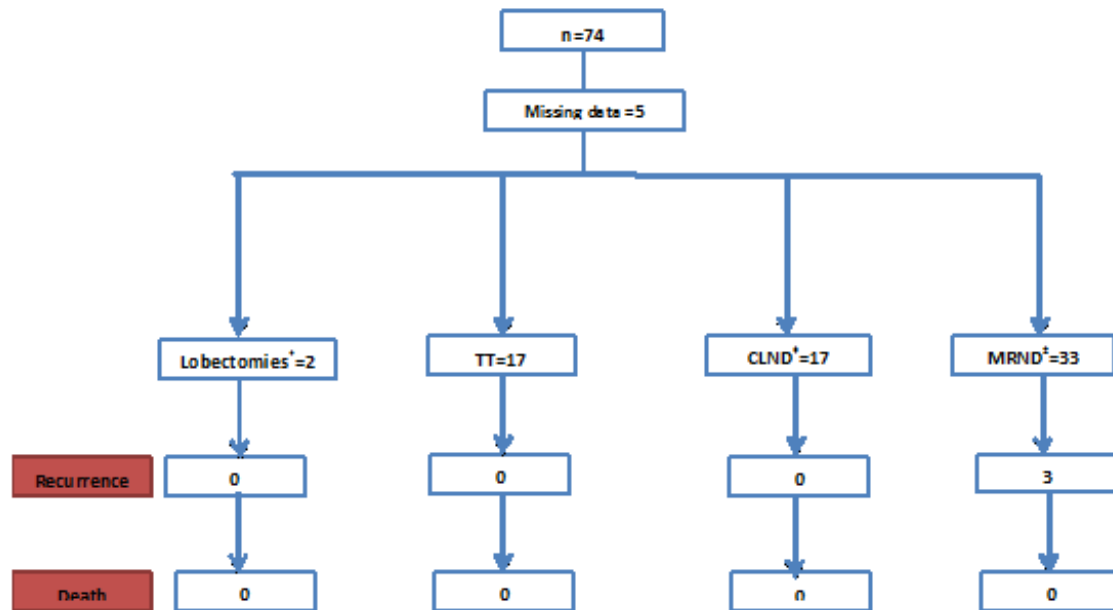 n=74
Missing data=5
Lobectomies⁺=2
TT=17
CLND⁺=17
MRND‡=33
Recurrence
0
0
0
3
Death
0
0
0
0